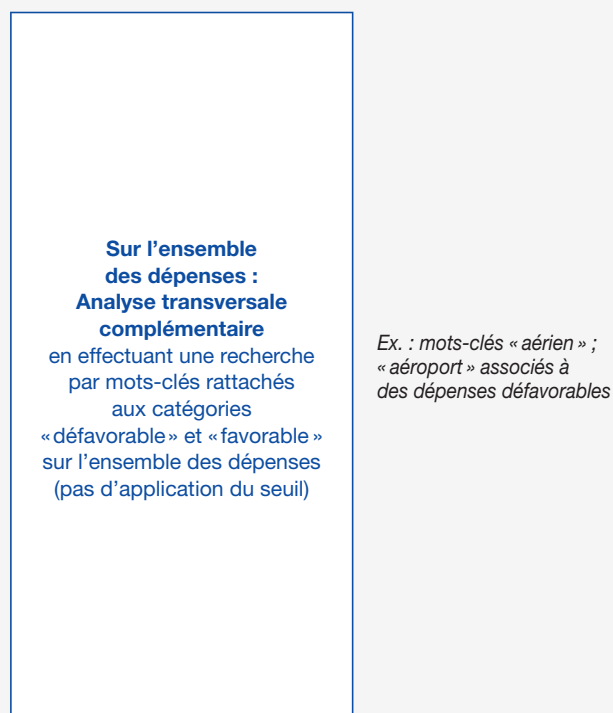 Sur l’ensemble
des dépenses :
Analyse transversale
complémentaire
en effectuant une recherche
par mots-clés rattachés
aux catégories
«défavorable» et «favorable»
sur l’ensemble des dépenses
(pas d’application du seuil)
Ex. : mots-clés «aérien» ;
«aéroport» associés à
des dépenses défavorables